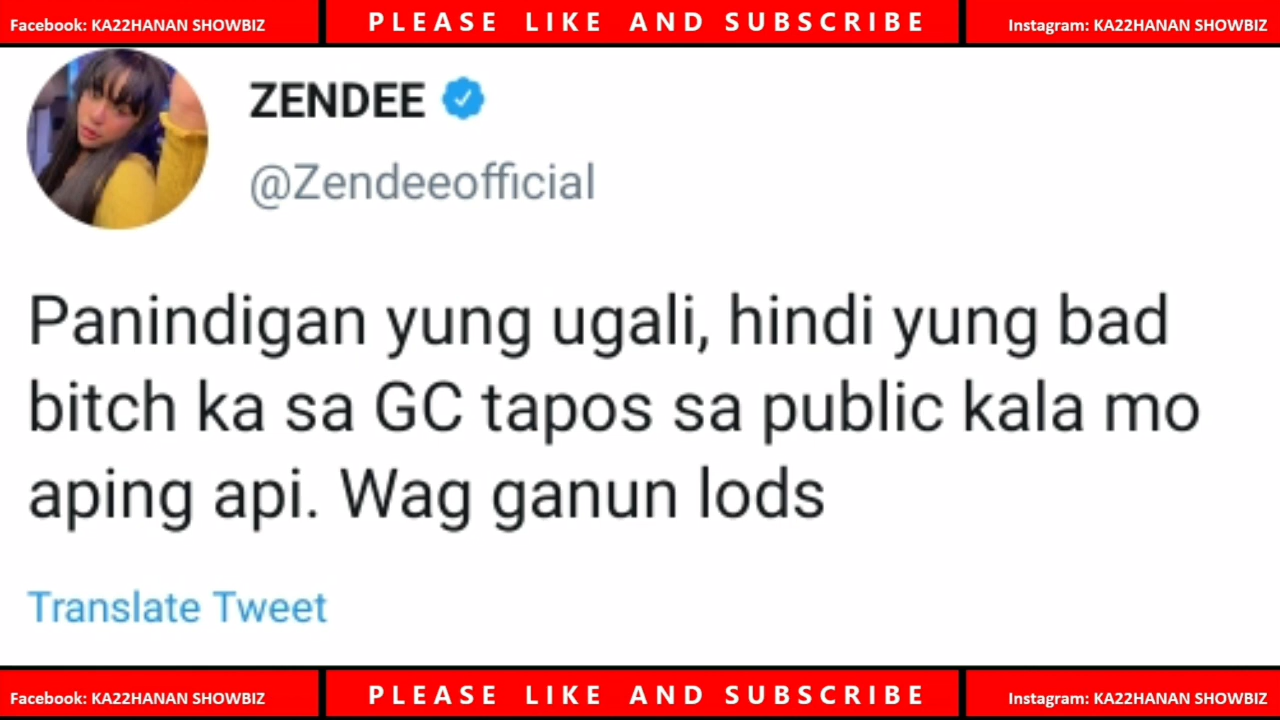 Facebook: KA22HANAN SHOWBIZ
PLEASE LIKE AND SUBSCRIBE
Instagram: KA22HANAN SHOWBIZ
ZENDEE
@Zendeeofficial
Panindigan yung ugali, hindi yung bad
bitch ka sa GC tapos sa public kala mo
aping api. Wag ganun lods
Translate Tweet
Facebook: KA22HANAN SHOWBIZ
PLEASE LIKE AND SUBSCRIBE
Instagram: KA22HANAN SHOWBIZ